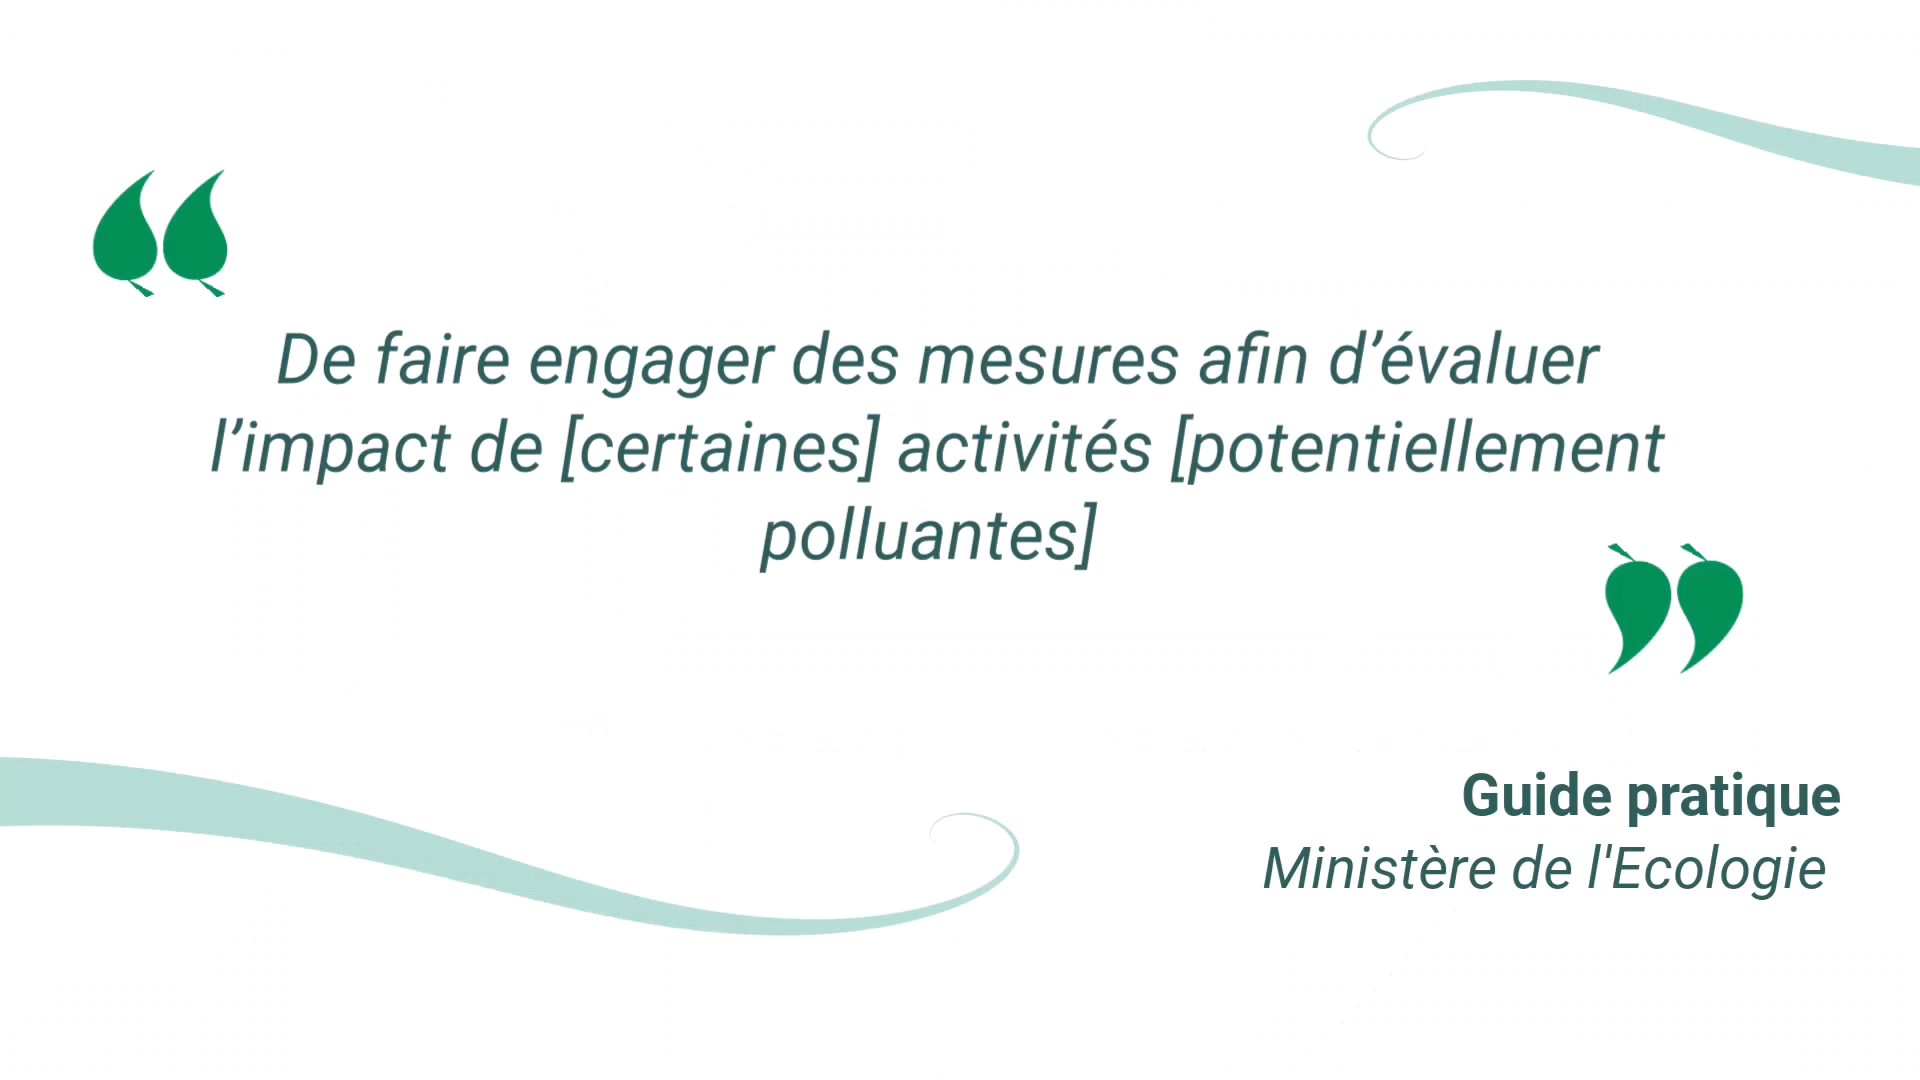 De faire engager des mesures afin d’évaluer
l’impact de [certaines] activités [potentiellement
polluantes]
Guide pratique
Ministère de l'Ecologie